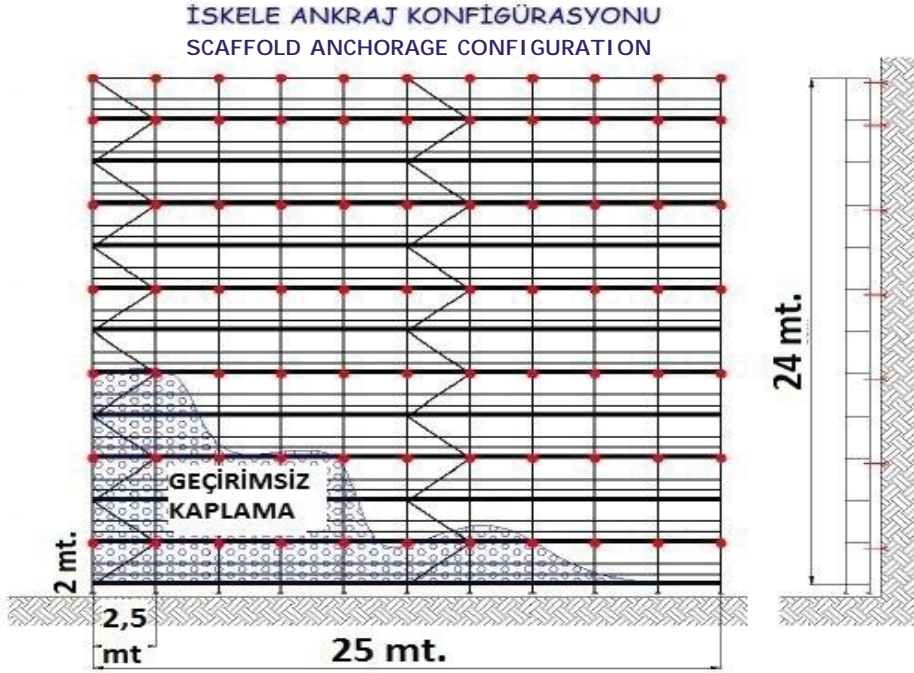 İSKELE ANKRAJ KONFİGÜRASYONU
SCAFFOLD ANCHORAGE CONFIGURATION
24 mt.
GEÇİRİMSİZ
KAPLAMA
2 mt.
2,5
mt
25 mt.